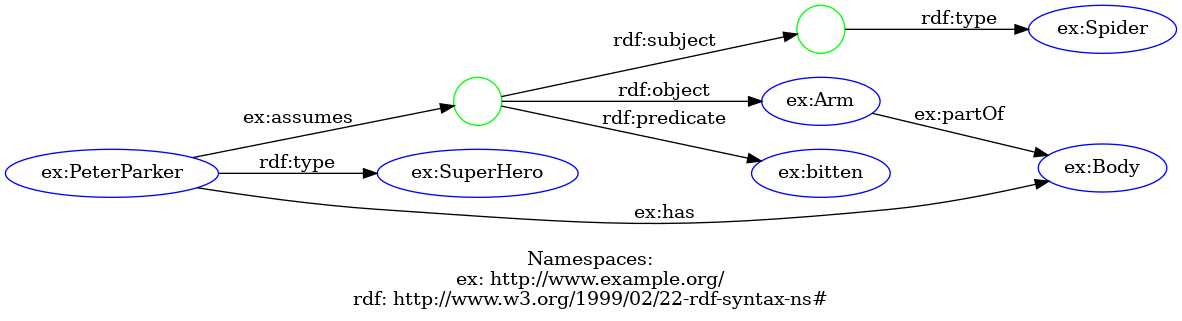 rdf:type
ex:Spider
rdf:subject
rdf:object
ex:Arm
ex:partOf
ex:assumes
rdf:predicate
rdf:type
ex:PeterParker
ex:SuperHero
ex:bitten
ex:Body
ex:has
Namespaces:
ex: http://www.example.org/
rdf: http://www.w3.org/1999/02/22-rdf-syntax-ns#